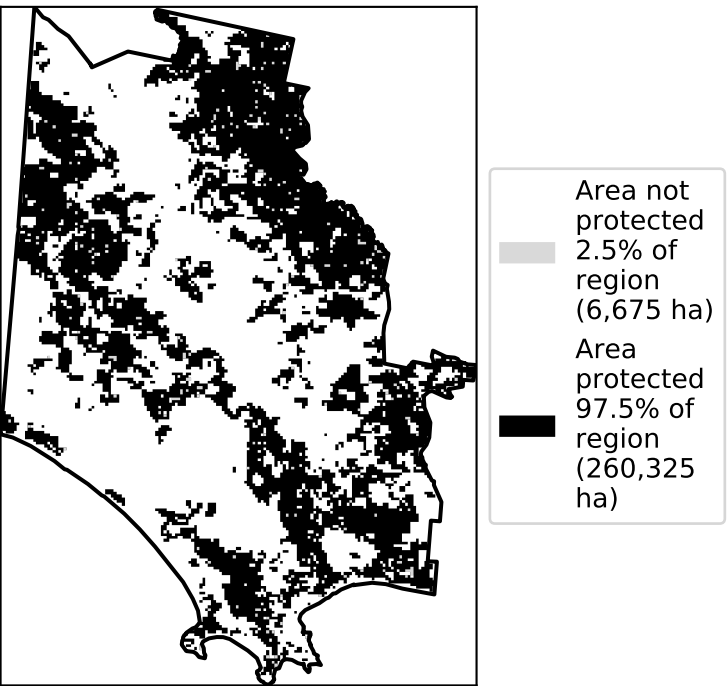 Area not
protected
2.5% of
region
(6,675 ha)
Area
protected
97.5% of
region
(260,325
ha)